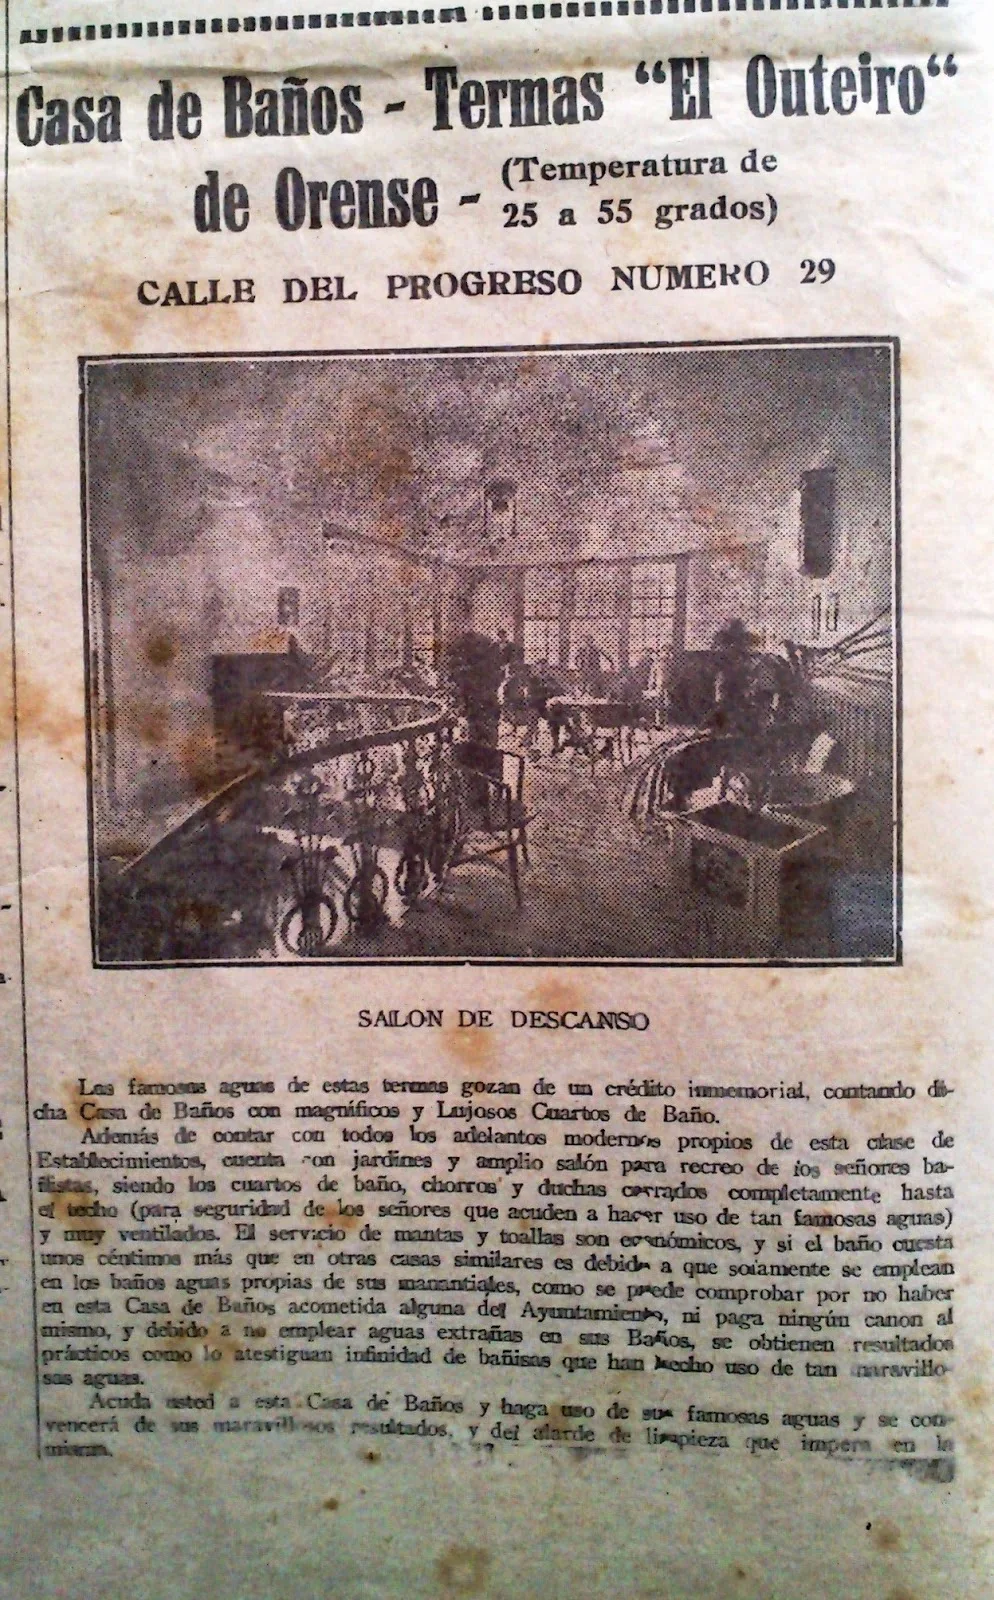 Casa de Baños - Termas "El Outeiro"
de Orense - (Temperatura de
25 a 55 grados)
CALLE DEL PROGRESO NUMERO 29
SALON DE DESCANSO
Las famosas aguas de estas termas gozan de un crédito inmemorial, contando di-
cha Casa de Baños con magníficos y Lujosos Cuartos de Baño.
Además de contar con todos los adelantos modernos propios de esta clase de
Establecimientos, cuenta con jardines y amplio salón para recreo de los señores ba-
ñistas, siendo los cuartos de baño, chorros y duchas cerrados completamente hasta
el techo (para seguridad de los señores que acuden a hacer uso de tan famosas aguas)
y muy ventilados. El servicio de mantas y toallas son económicos, y si el baño cuesta
unos céntimos más que en otras casas similares es debido a que solamente se emplean
en los baños aguas propias de sus manantiales, como se puede comprobar por no haber
en esta Casa de Baños acometida alguna del Ayuntamiento, ni paga ningún canon al
mismo, y debido a no emplear aguas extrañas en sus Baños, se obtienen resultados
prácticos como lo atestiguan infinidad de bañisas que han hecho uso de tan maravillo-
sas aguas.
Acuda usted a esta Casa de Baños y haga uso de sus famosas aguas y se con-
vencerá de sus maravillosos resultados, y del alarde de limpieza que impera en la
misma.